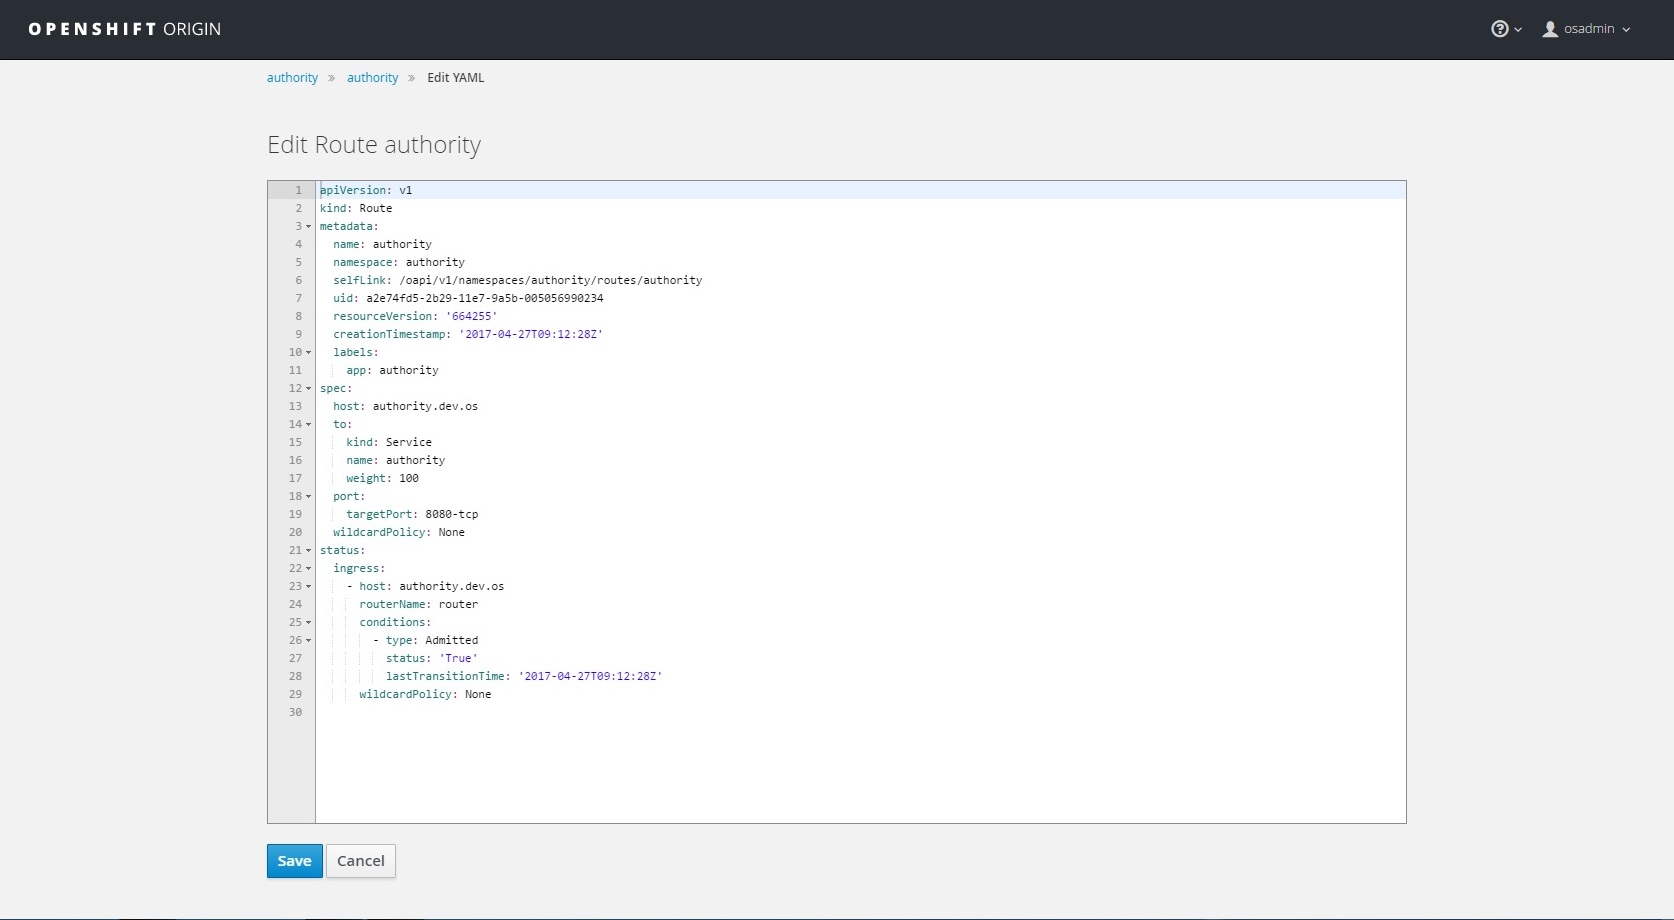 OPENSHIFT ORIGIN
osadmin
authority » authority » Edit YAML
Edit Route authority
1 apiVersion: v1
2 kind: Route
3 metadata:
4 name: authority
5 namespace: authority
6 selfLink: /oapi/v1/namespaces/authority/routes/authority
7 uid: a2e74fd5-2b29-11e7-9a5b-005056990234
8 resourceVersion: '664255'
9 creationTimestamp: '2017-04-27T09:12:28Z'
10 labels:
11 app: authority
12 spec:
13 host: authority.dev.os
14 to:
15 kind: Service
16 name: authority
17 weight: 100
18 port:
19 targetPort: 8080-tcp
20 wildcardPolicy: None
21 status:
22 ingress:
23 - host: authority.dev.os
24 routerName: router
25 conditions:
26 - type: Admitted
27 status: 'True'
28 lastTransitionTime: '2017-04-27T09:12:28Z'
29 wildcardPolicy: None
30
Save Cancel